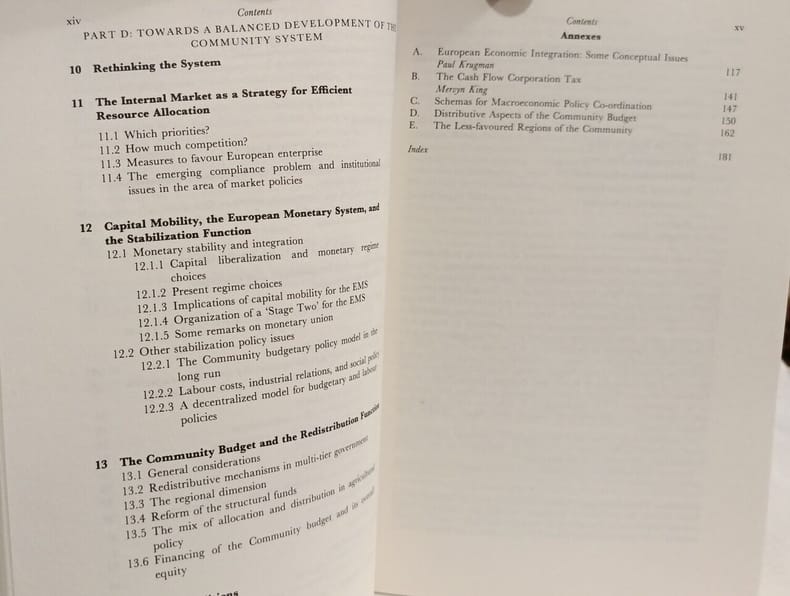 xiv
Contents
PART D: TOWARDS A BALANCED DEVELOPMENT OF THE
COMMUNITY SYSTEM
10 Rethinking the System
11 The Internal Market as a Strategy for Efficient
Resource Allocation
11.1 Which priorities?
11.2 How much competition?
11.3 Measures to favour European enterprise
11.4 The emerging compliance problem and institutional
issues in the area of market policies
12 Capital Mobility, the European Monetary System, and
the Stabilization Function
12.1 Monetary stability and integration
12.1.1 Capital liberalization and monetary regime
choices
12.1.2 Present regime choices
12.1.3 Implications of capital mobility for the EMS
12.1.4 Organization of a ‘Stage Two’ for the EMS
12.1.5 Some remarks on monetary union
12.2 Other stabilization policy issues
12.2.1 The Community budgetary policy model in the
long run
12.2.2 Labour costs, industrial relations, and social policy
12.2.3 A decentralized model for budgetary and labour
policies
13 The Community Budget and the Redistribution Function
13.1 General considerations
13.2 Redistributive mechanisms in multi-tier government
13.3 The regional dimension
13.4 Reform of the structural funds
13.5 The mix of allocation and distribution in agricultural
policy
13.6 Financing of the Community budget and its overall
equity
Contents
xv
Annexes
A. European Economic Integration: Some Conceptual Issues
Paul Krugman 117
B. The Cash Flow Corporation Tax
Mervyn King 141
C. Schemas for Macroeconomic Policy Co-ordination 147
D. Distributive Aspects of the Community Budget 150
E. The Less-favoured Regions of the Community 162
Index 181